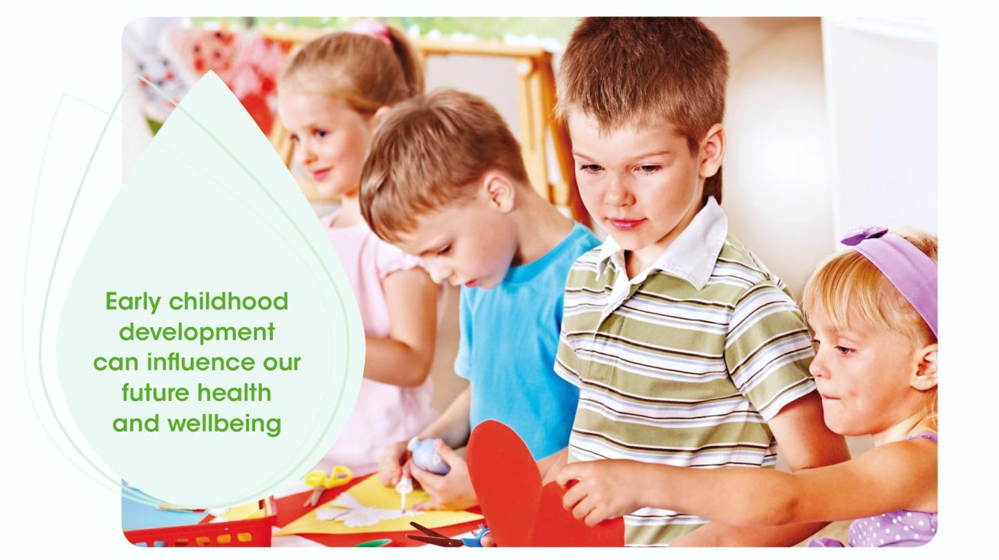 Early childhood
development
can influence our
future health
and wellbeing